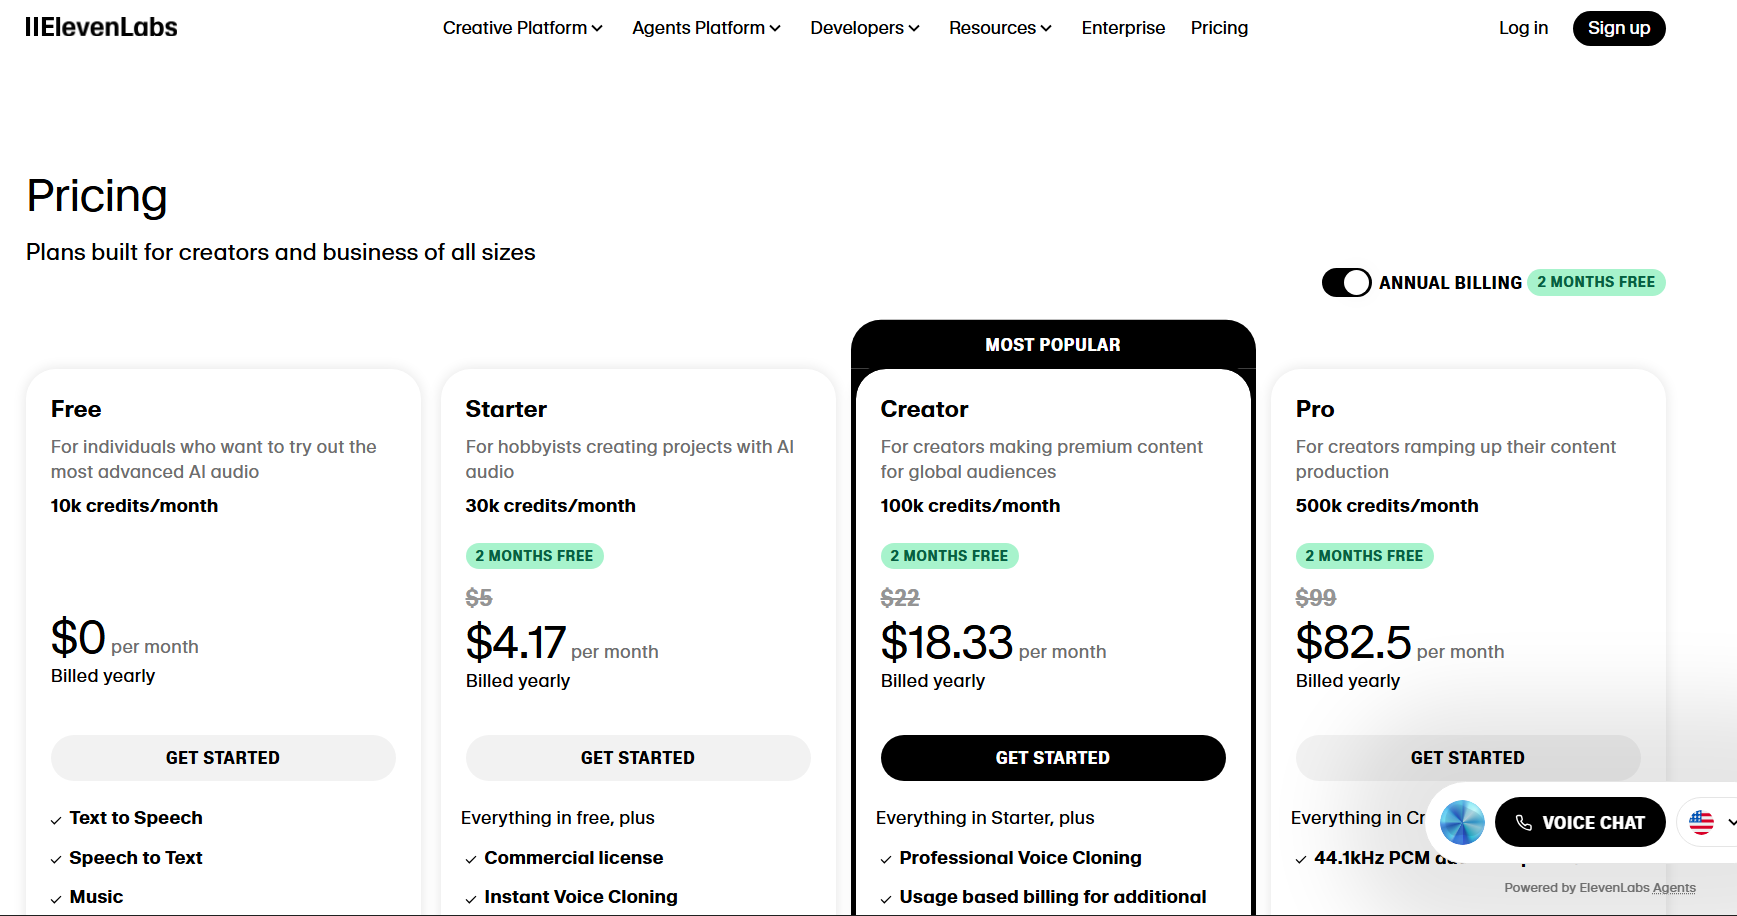 IIElevenLabs
Creative Platform
Agents Platform
Developers
Resources
Enterprise
Pricing
Log in
Sign up
Pricing
Plans built for creators and business of all sizes
ANNUAL BILLING
2 MONTHS FREE
Free
For individuals who want to try out the
most advanced AI audio
10k credits/month
$0 per month
Billed yearly
GET STARTED
Text to Speech
Speech to Text
Music
Starter
For hobbyists creating projects with AI
audio
30k credits/month
2 MONTHS FREE
$5
$4.17 per month
Billed yearly
GET STARTED
Everything in free, plus
Commercial license
Instant Voice Cloning
MOST POPULAR
Creator
For creators making premium content
for global audiences
100k credits/month
2 MONTHS FREE
$22
$18.33 per month
Billed yearly
GET STARTED
Everything in Starter, plus
Professional Voice Cloning
Usage based billing for additional
Pro
For creators ramping up their content
production
500k credits/month
2 MONTHS FREE
$99
$82.5 per month
Billed yearly
GET STARTED
Everything in
44.1kHz PCM
VOICE CHAT
Powered by ElevenLabs Agents